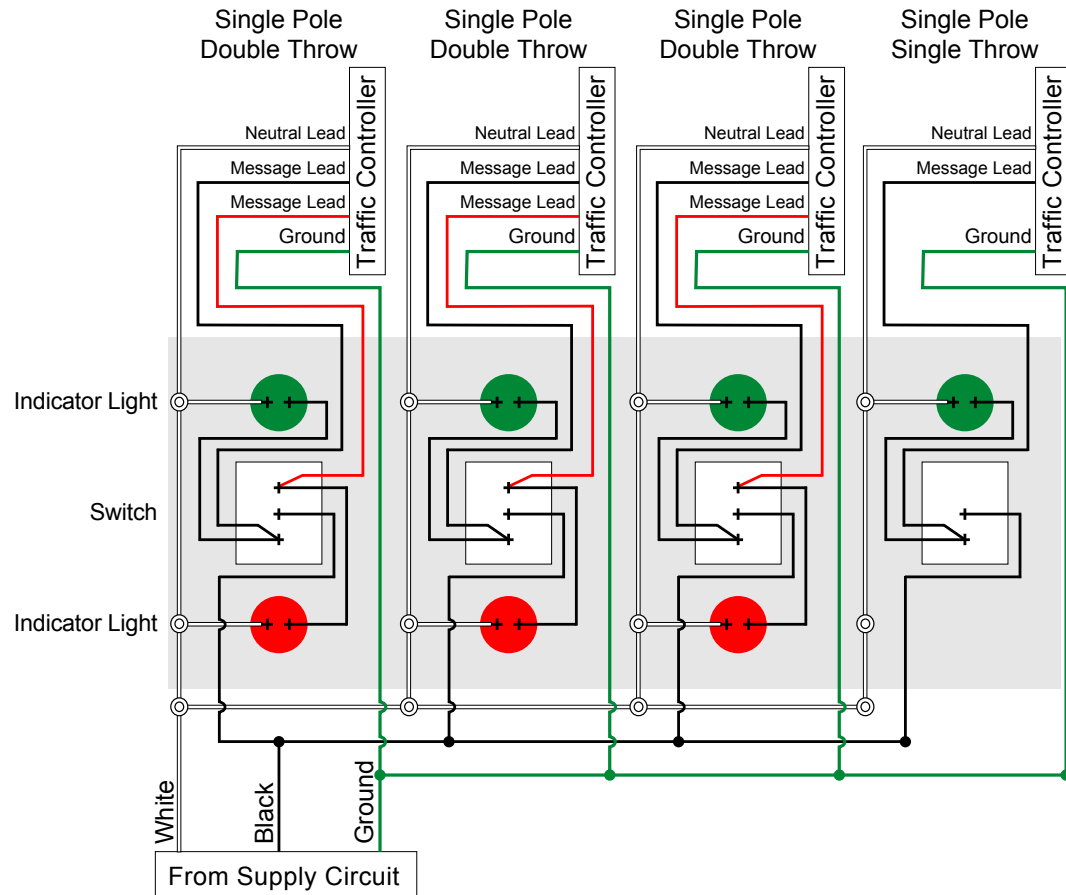 Single Pole
Double Throw
Single Pole
Double Throw
Single Pole
Double Throw
Single Pole
Single Throw
Neutral Lead
Message Lead
Message Lead
Ground
Traffic Controller
Neutral Lead
Message Lead
Message Lead
Ground
Traffic Controller
Neutral Lead
Message Lead
Message Lead
Ground
Traffic Controller
Neutral Lead
Message Lead
Ground
Traffic Controller
Indicator Light
Switch
Indicator Light
White
Black
Ground
From Supply Circuit